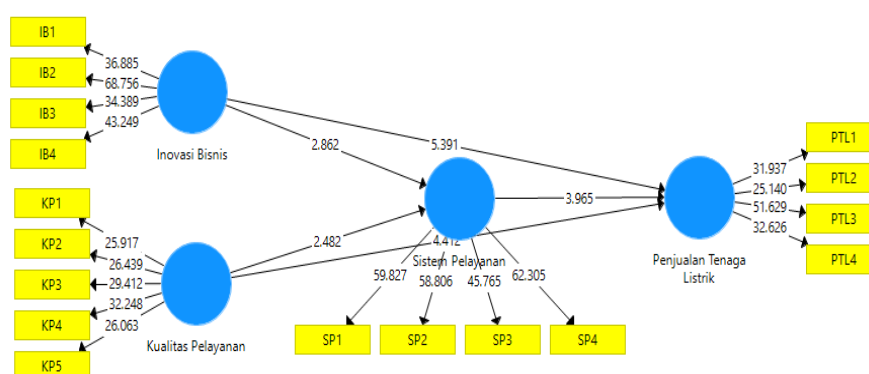 IB1
IB2
IB3
IB4
36.885
68.756
34.389
43.249
Inovasi Bisnis
2.862
5.391
KP1
KP2
KP3
KP4
KP5
25.917
26.439
29.412
32.248
26.063
Kualitas Pelayanan
2.482
4.412
3.965
Sistem Pelayanan
59.827
58.806
45.765
62.305
SP1
SP2
SP3
SP4
Penjualan Tenaga
Listrik
31.937
25.140
51.629
32.626
PTL1
PTL2
PTL3
PTL4